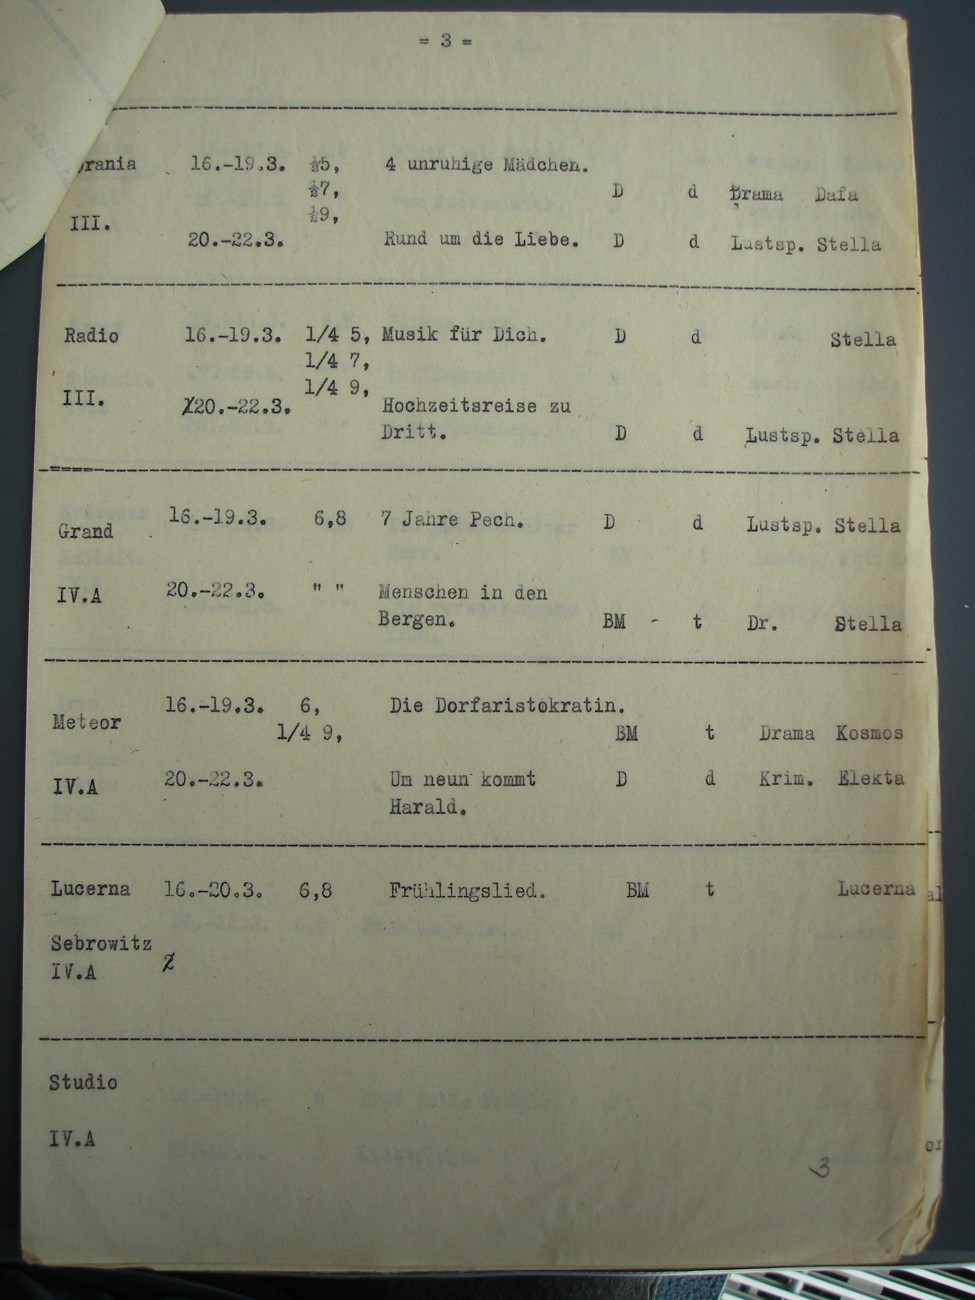 = 3 =
rania 16.-19.3. ½5, 4 unruhige Mädchen.
½7, D d Drama Dafa
III. ½9,
20.-22.3. Rund um die Liebe. D d Lustsp. Stella
Radio 16.-19.3. 1/4 5, Musik für Dich. D d Stella
1/4 7,
III. 1/4 9,
20.-22.3. Hochzeitsreise zu
Dritt. D d Lustsp. Stella
Grand 16.-19.3. 6,8 7 Jahre Pech. D d Lustsp. Stella
IV.A 20.-22.3. " " Menschen in den
Bergen. BM - t Dr. Stella
16.-19.3. 6, Die Dorfaristokratin.
Meteor 1/4 9, BM t Drama Kosmos
IV.A 20.-22.3. Um neun kommt D d Krim. Elekta
Harald.
Lucerna 16.-20.3. 6,8 Frühlingslied. BM t Lucerna
Sebrowitz
IV.A
Studio
IV.A
3